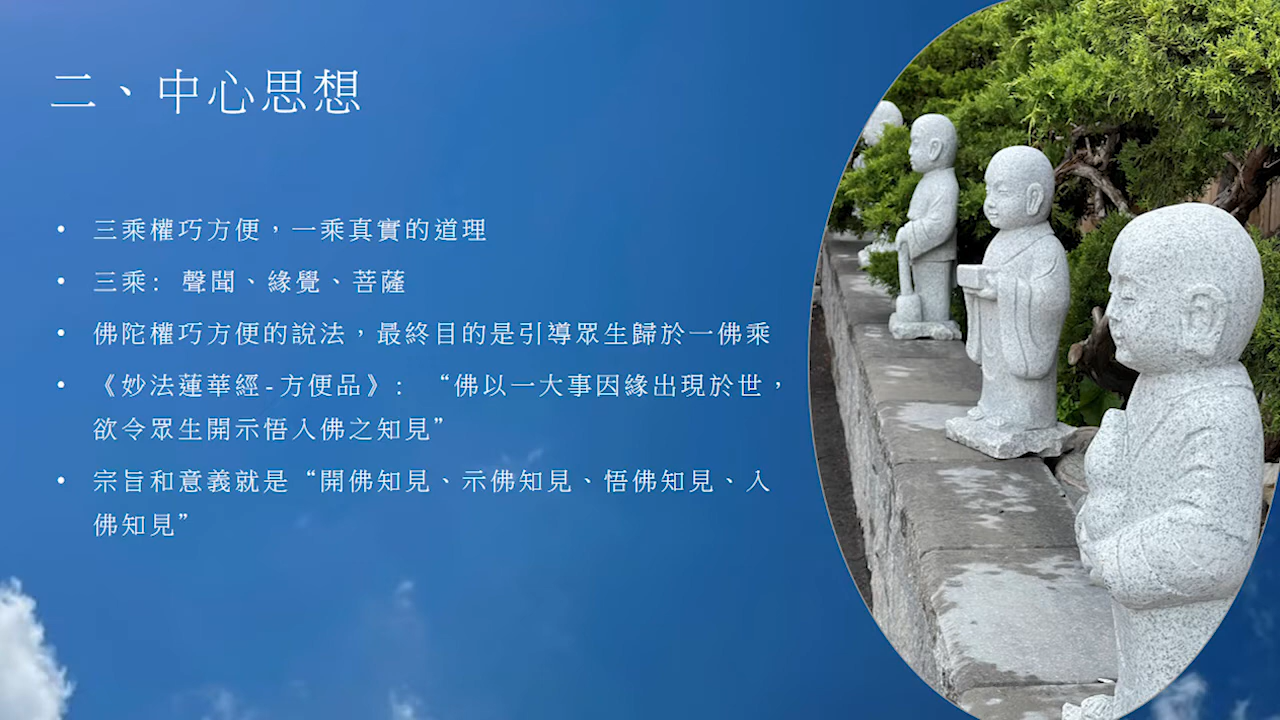 二、中心思想
• 三乘權巧方便，一乘真實的道理
• 三乘: 聲聞、緣覺、菩薩
• 佛陀權巧方便的說法，最終目的是引導眾生歸於一佛乘
• 《妙法蓮華經-方便品》: “佛以一大事因緣出現於世，
欲令眾生開示悟入佛之知見”
• 宗旨和意義就是“開佛知見、示佛知見、悟佛知見、入
佛知見”